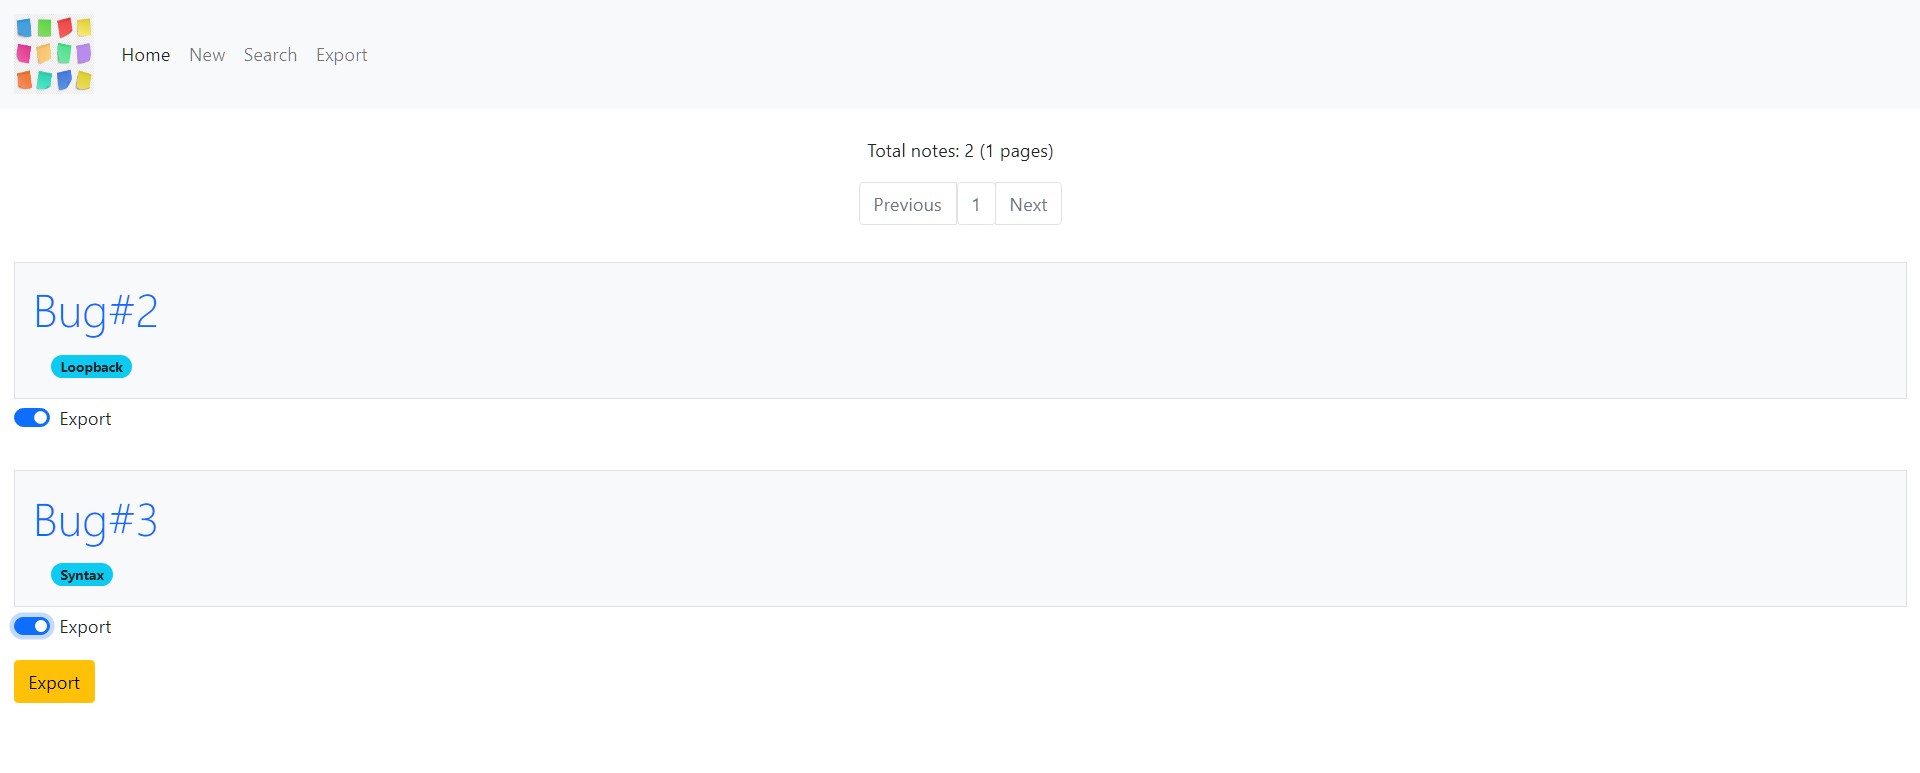 Home New Search Export
Total notes: 2 (1 pages)
Previous 1 Next
Bug#2
Loopback
Export
Bug#3
Syntax
Export
Export